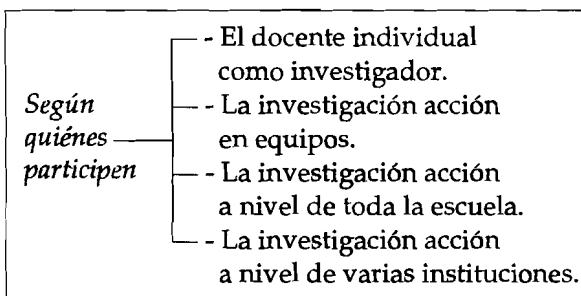 - El docente individual
como investigador.
Según
quiénes
participen
- La investigación acción
en equipos.
- La investigación acción
a nivel de toda la escuela.
- La investigación acción
a nivel de varias instituciones.